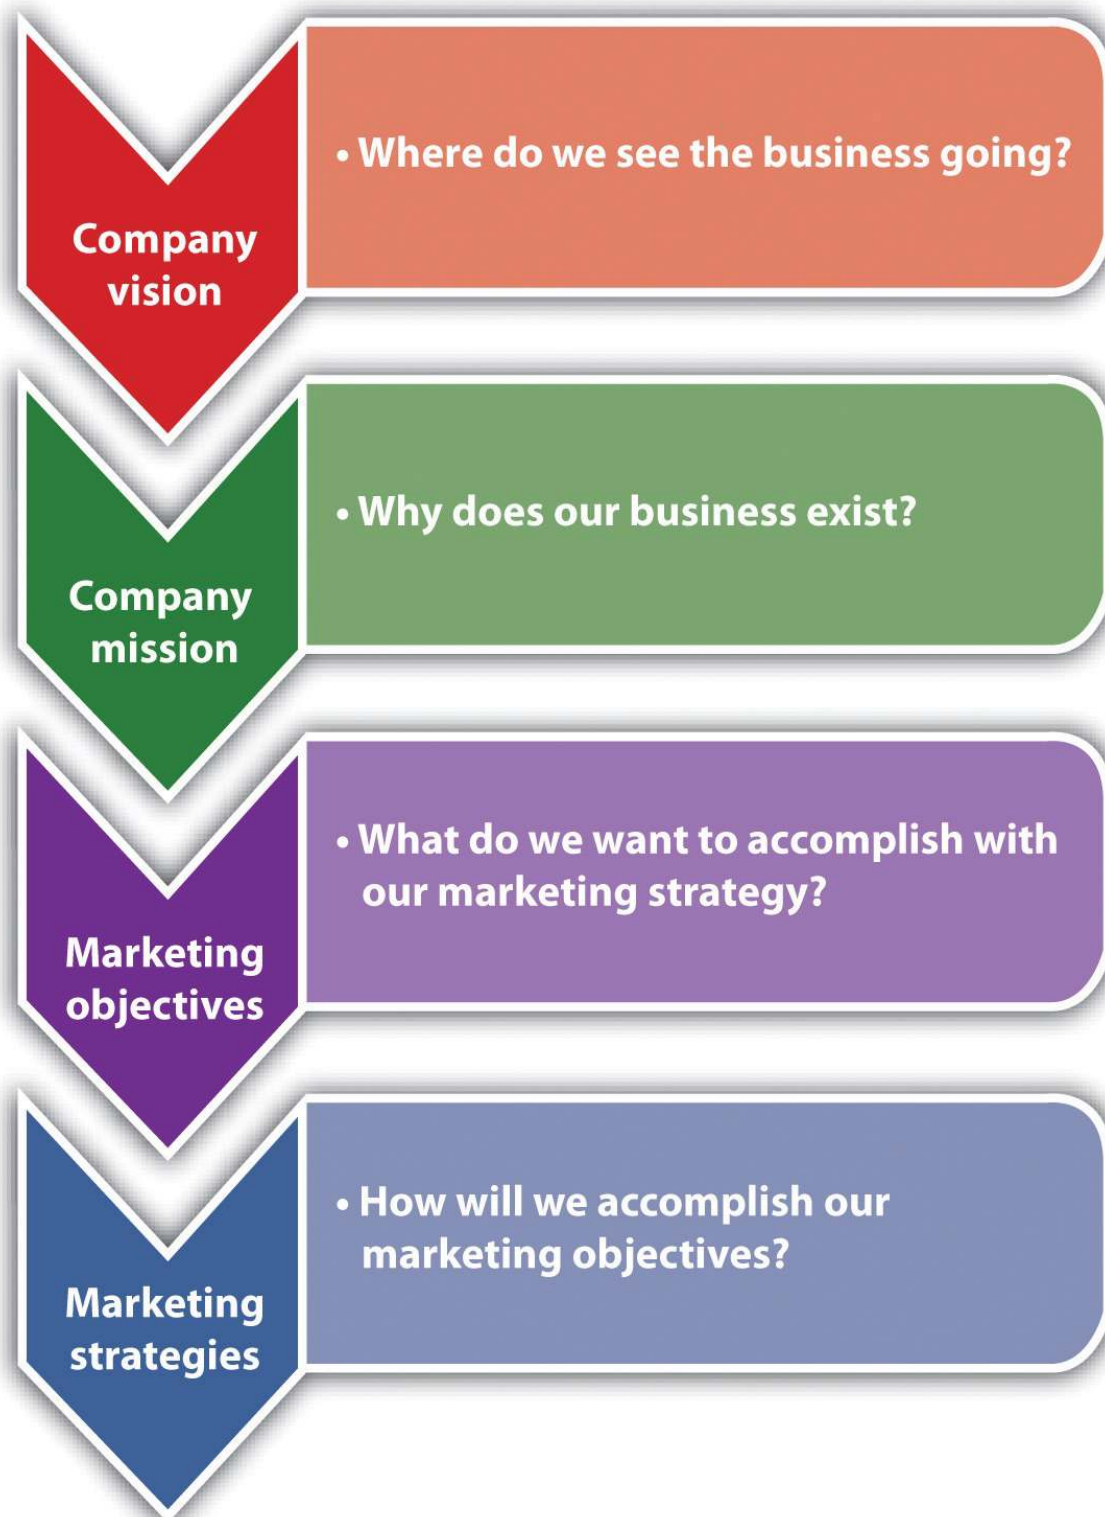 • Where do we see the business going?
Company
vision
• Why does our business exist?
Company
mission
• What do we want to accomplish with
our marketing strategy?
Marketing
objectives
• How will we accomplish our
marketing objectives?
Marketing
strategies